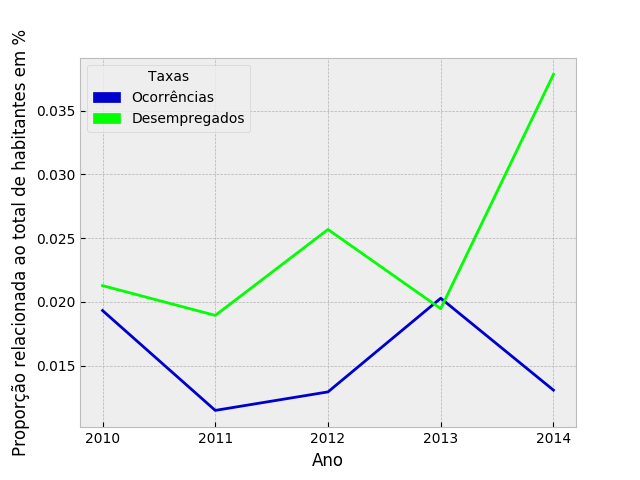 Proporção relacionada ao total de habitantes em %
Taxas
Ocorrências
Desempregados
0.035
0.030
0.025
0.020
0.015
2010 2011 2012 2013 2014
Ano